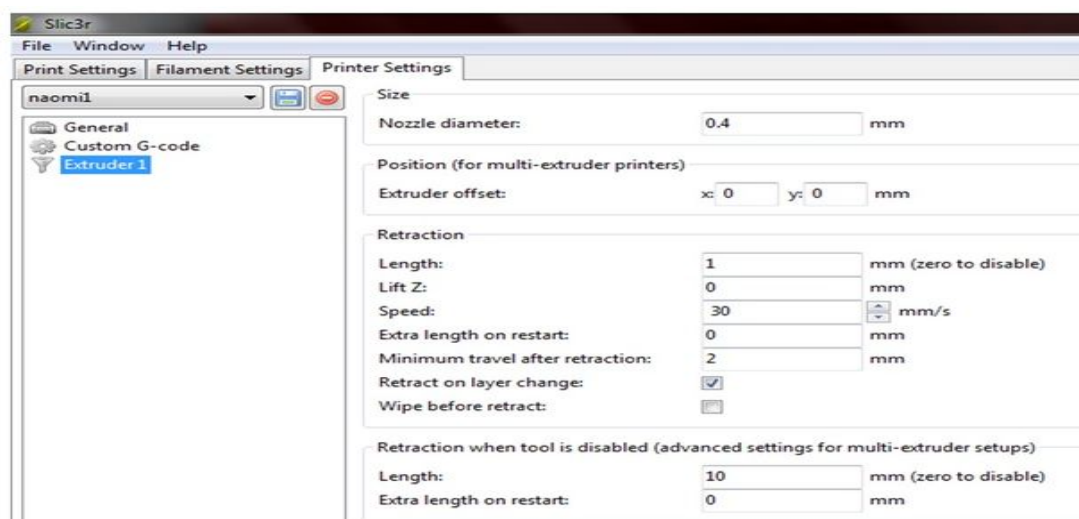 Slic3r
File Window Help
Print Settings Filament Settings Printer Settings
naomi1
General
Custom G-code
Extruder 1
Size
Nozzle diameter: 0.4 mm
Position (for multi-extruder printers)
Extruder offset: x: 0 y: 0 mm
Retraction
Length: 1 mm (zero to disable)
Lift Z: 0 mm
Speed: 30 mm/s
Extra length on restart: 0 mm
Minimum travel after retraction: 2 mm
Retract on layer change:
Wipe before retract:
Retraction when tool is disabled (advanced settings for multi-extruder setups)
Length: 10 mm (zero to disable)
Extra length on restart: 0 mm